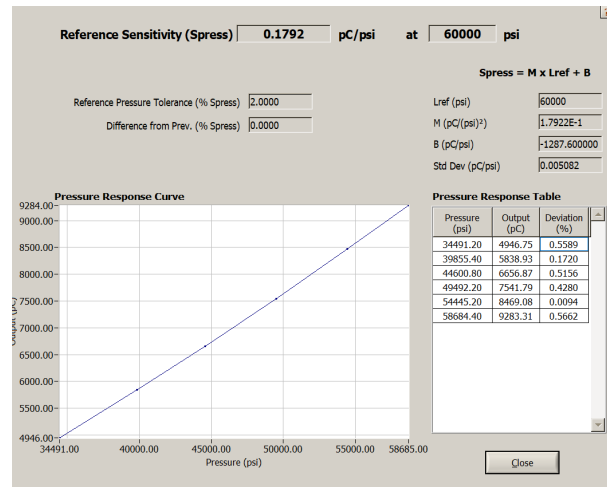 Reference Sensitivity (Spress) 0.1792 pC/psi at 60000 psi
Spress = M x Lref + B
Reference Pressure Tolerance (% Spress) 2.0000
Difference from Prev. (% Spress) 0.0000
Lref (psi) 60000
M (pC/(psi)²) 1.7922E-1
B (pC/psi) -1287.600000
Std Dev (pC/psi) 0.005082
Pressure Response Curve
9284.00
9000.00
8500.00
8000.00
7500.00
7000.00
6500.00
6000.00
5500.00
4946.00
34491.00 40000.00 45000.00 50000.00 55000.00 58685.00
Pressure (psi)
Pressure Response Table
Pressure (psi) Output (pC) Deviation (%)
34491.20 4946.75 0.5589
39855.40 5838.93 0.1720
44600.80 6656.87 0.5156
49492.20 7541.79 0.4280
54445.20 8469.08 0.0094
58684.40 9283.31 0.5662
Close